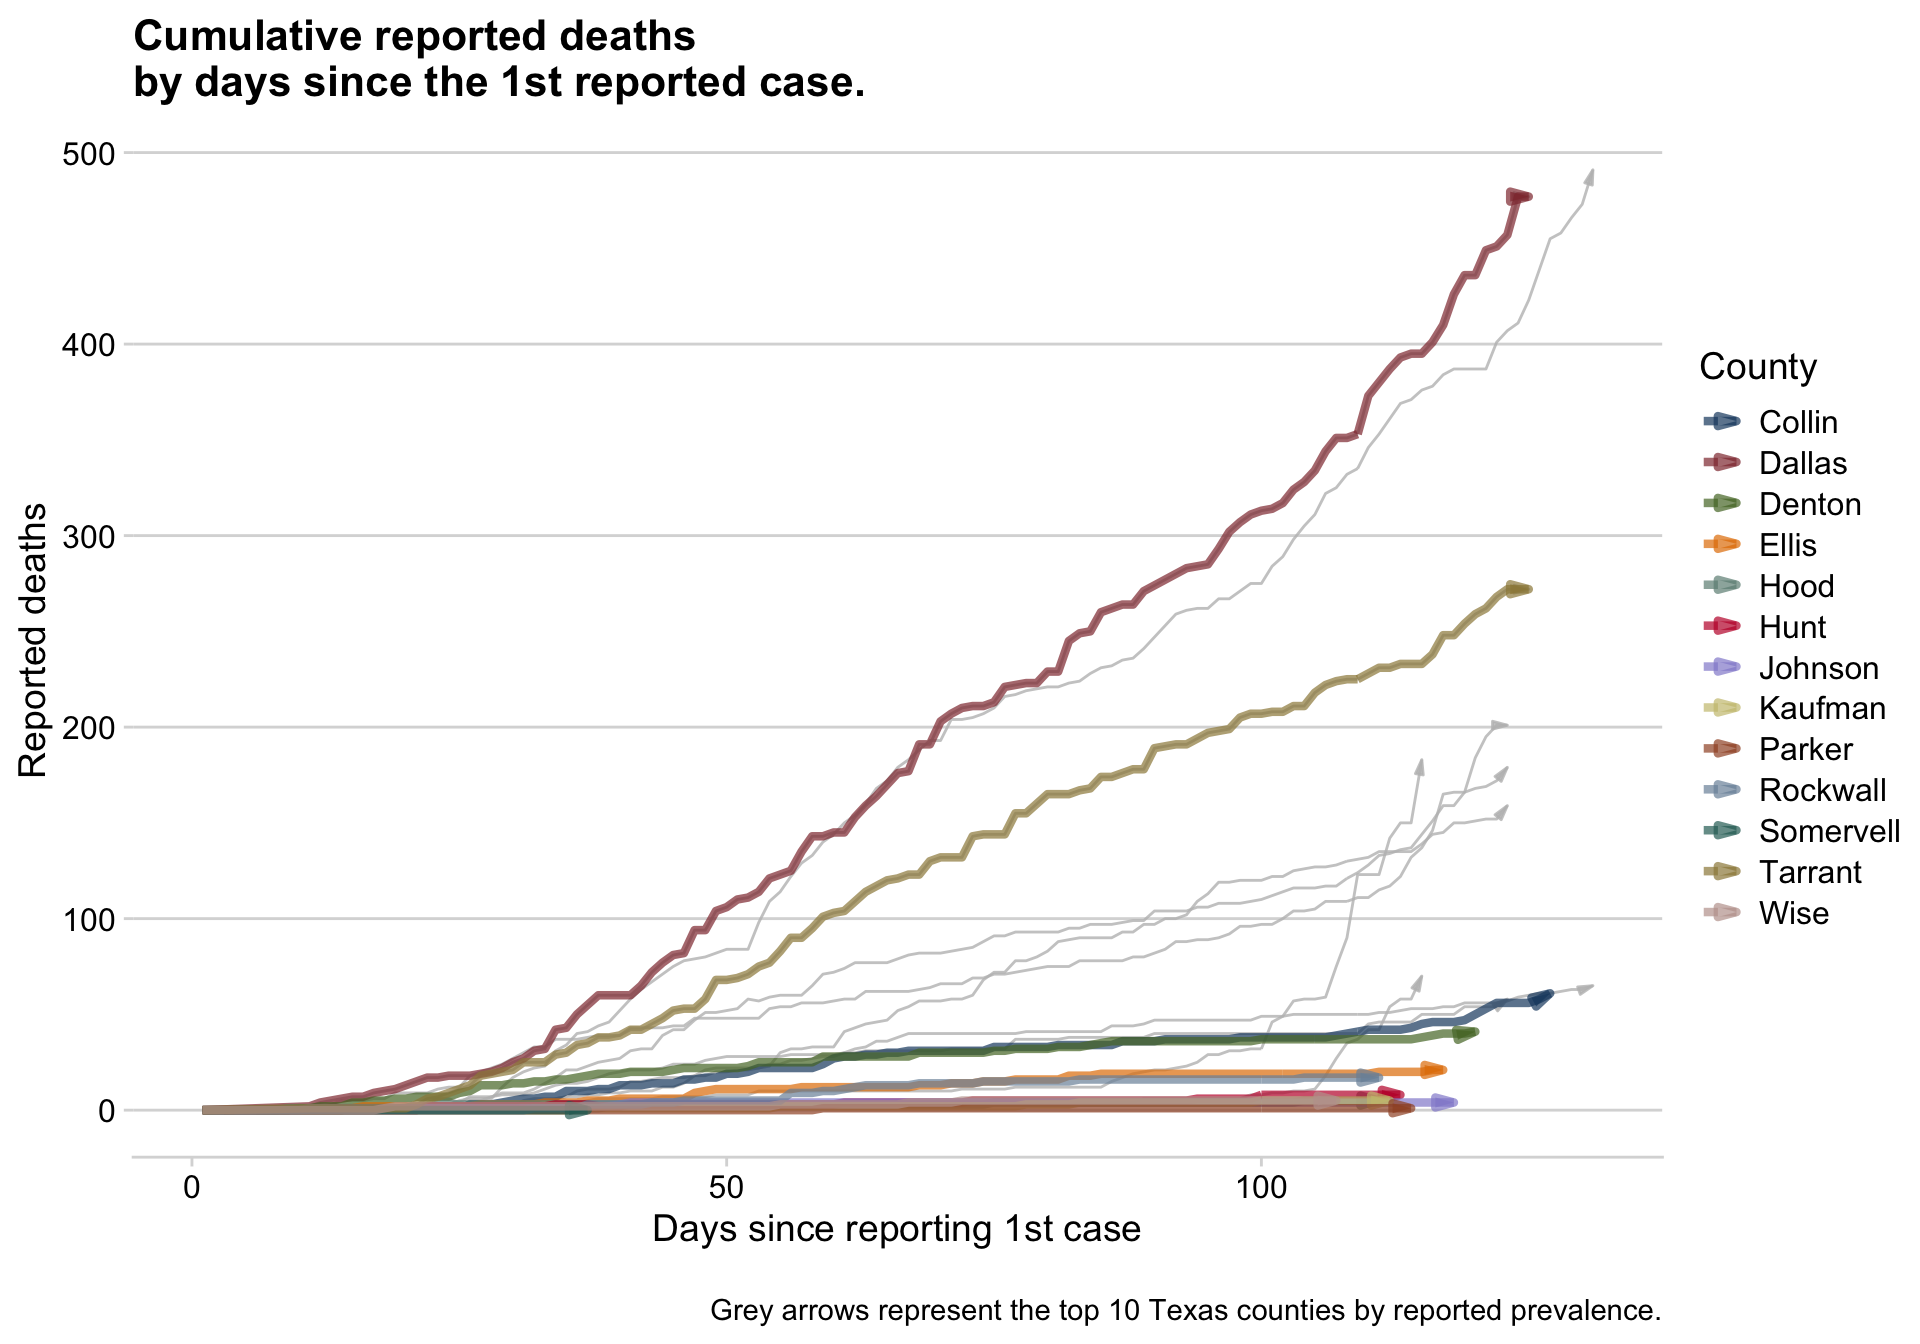 Cumulative reported deaths
by days since the 1st reported case.
500
400
300
200
100
0
Reported deaths
0
50
100
Days since reporting 1st case
County
Collin
Dallas
Denton
Ellis
Hood
Hunt
Johnson
Kaufman
Parker
Rockwall
Somervell
Tarrant
Wise
Grey arrows represent the top 10 Texas counties by reported prevalence.